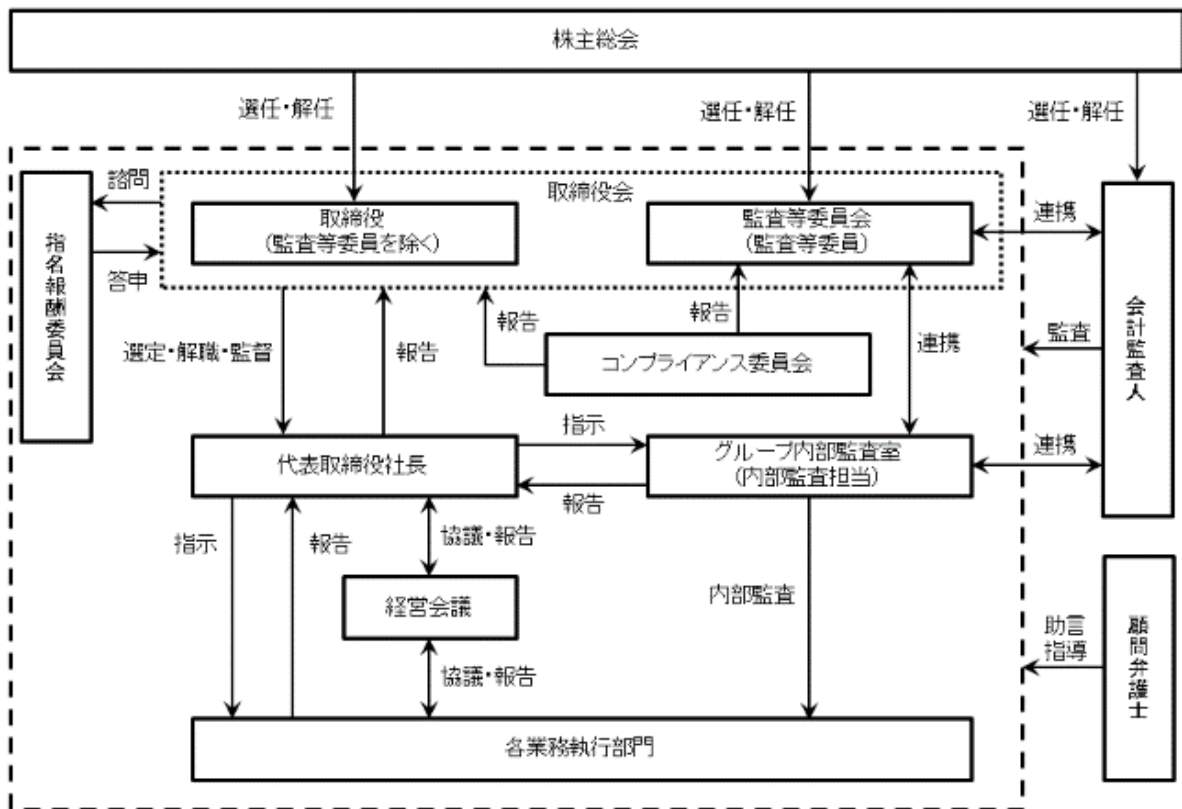 株主総会
選任・解任
選任・解任
選任・解任
諮問
取締役会
取締役
(監査等委員を除く)
監査等委員会
(監査等委員)
連携
指名報酬委員会
答申
会計監査人
報告
報告
選定・解職・監督
報告
コンプライアンス委員会
連携
監査
指示
代表取締役社長
グループ内部監査室
(内部監査担当)
連携
報告
指示
報告
協議・報告
経営会議
内部監査
助言
指導
顧問弁護士
協議・報告
各業務執行部門